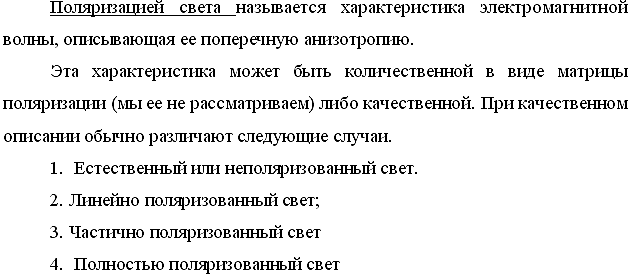 Поляризацией света называется характеристика электромагнитной
волны, описывающая ее поперечную анизотропию.
Эта характеристика может быть количественной в виде матрицы
поляризации (мы ее не рассматриваем) либо качественной. При качественном
описании обычно различают следующие случаи.
1. Естественный или неполяризованный свет.
2. Линейно поляризованный свет;
3. Частично поляризованный свет
4. Полностью поляризованный свет